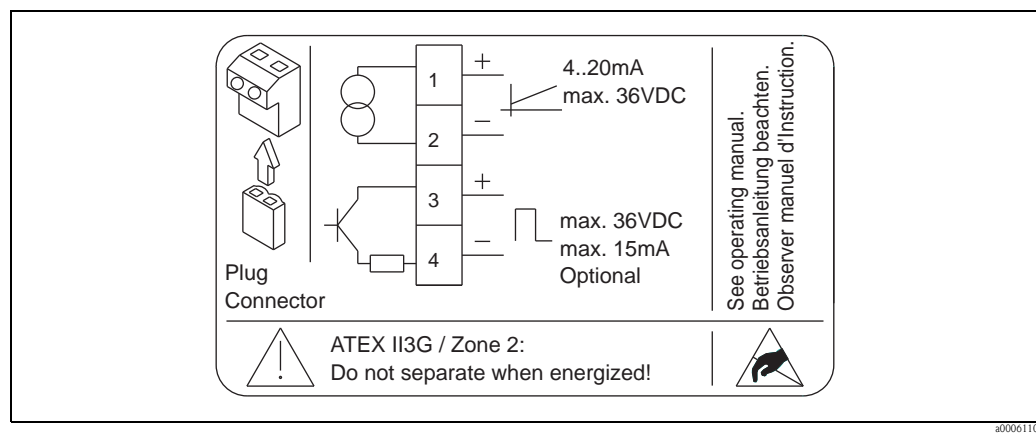 1
2
3
4
+
−
+
−
4..20mA
max. 36VDC
max. 36VDC
max. 15mA
Optional
Plug
Connector
See operating manual.
Betriebsanleitung beachten.
Observer manuel d'Instruction.
ATEX II3G / Zone 2:
Do not separate when energized!
a0006110